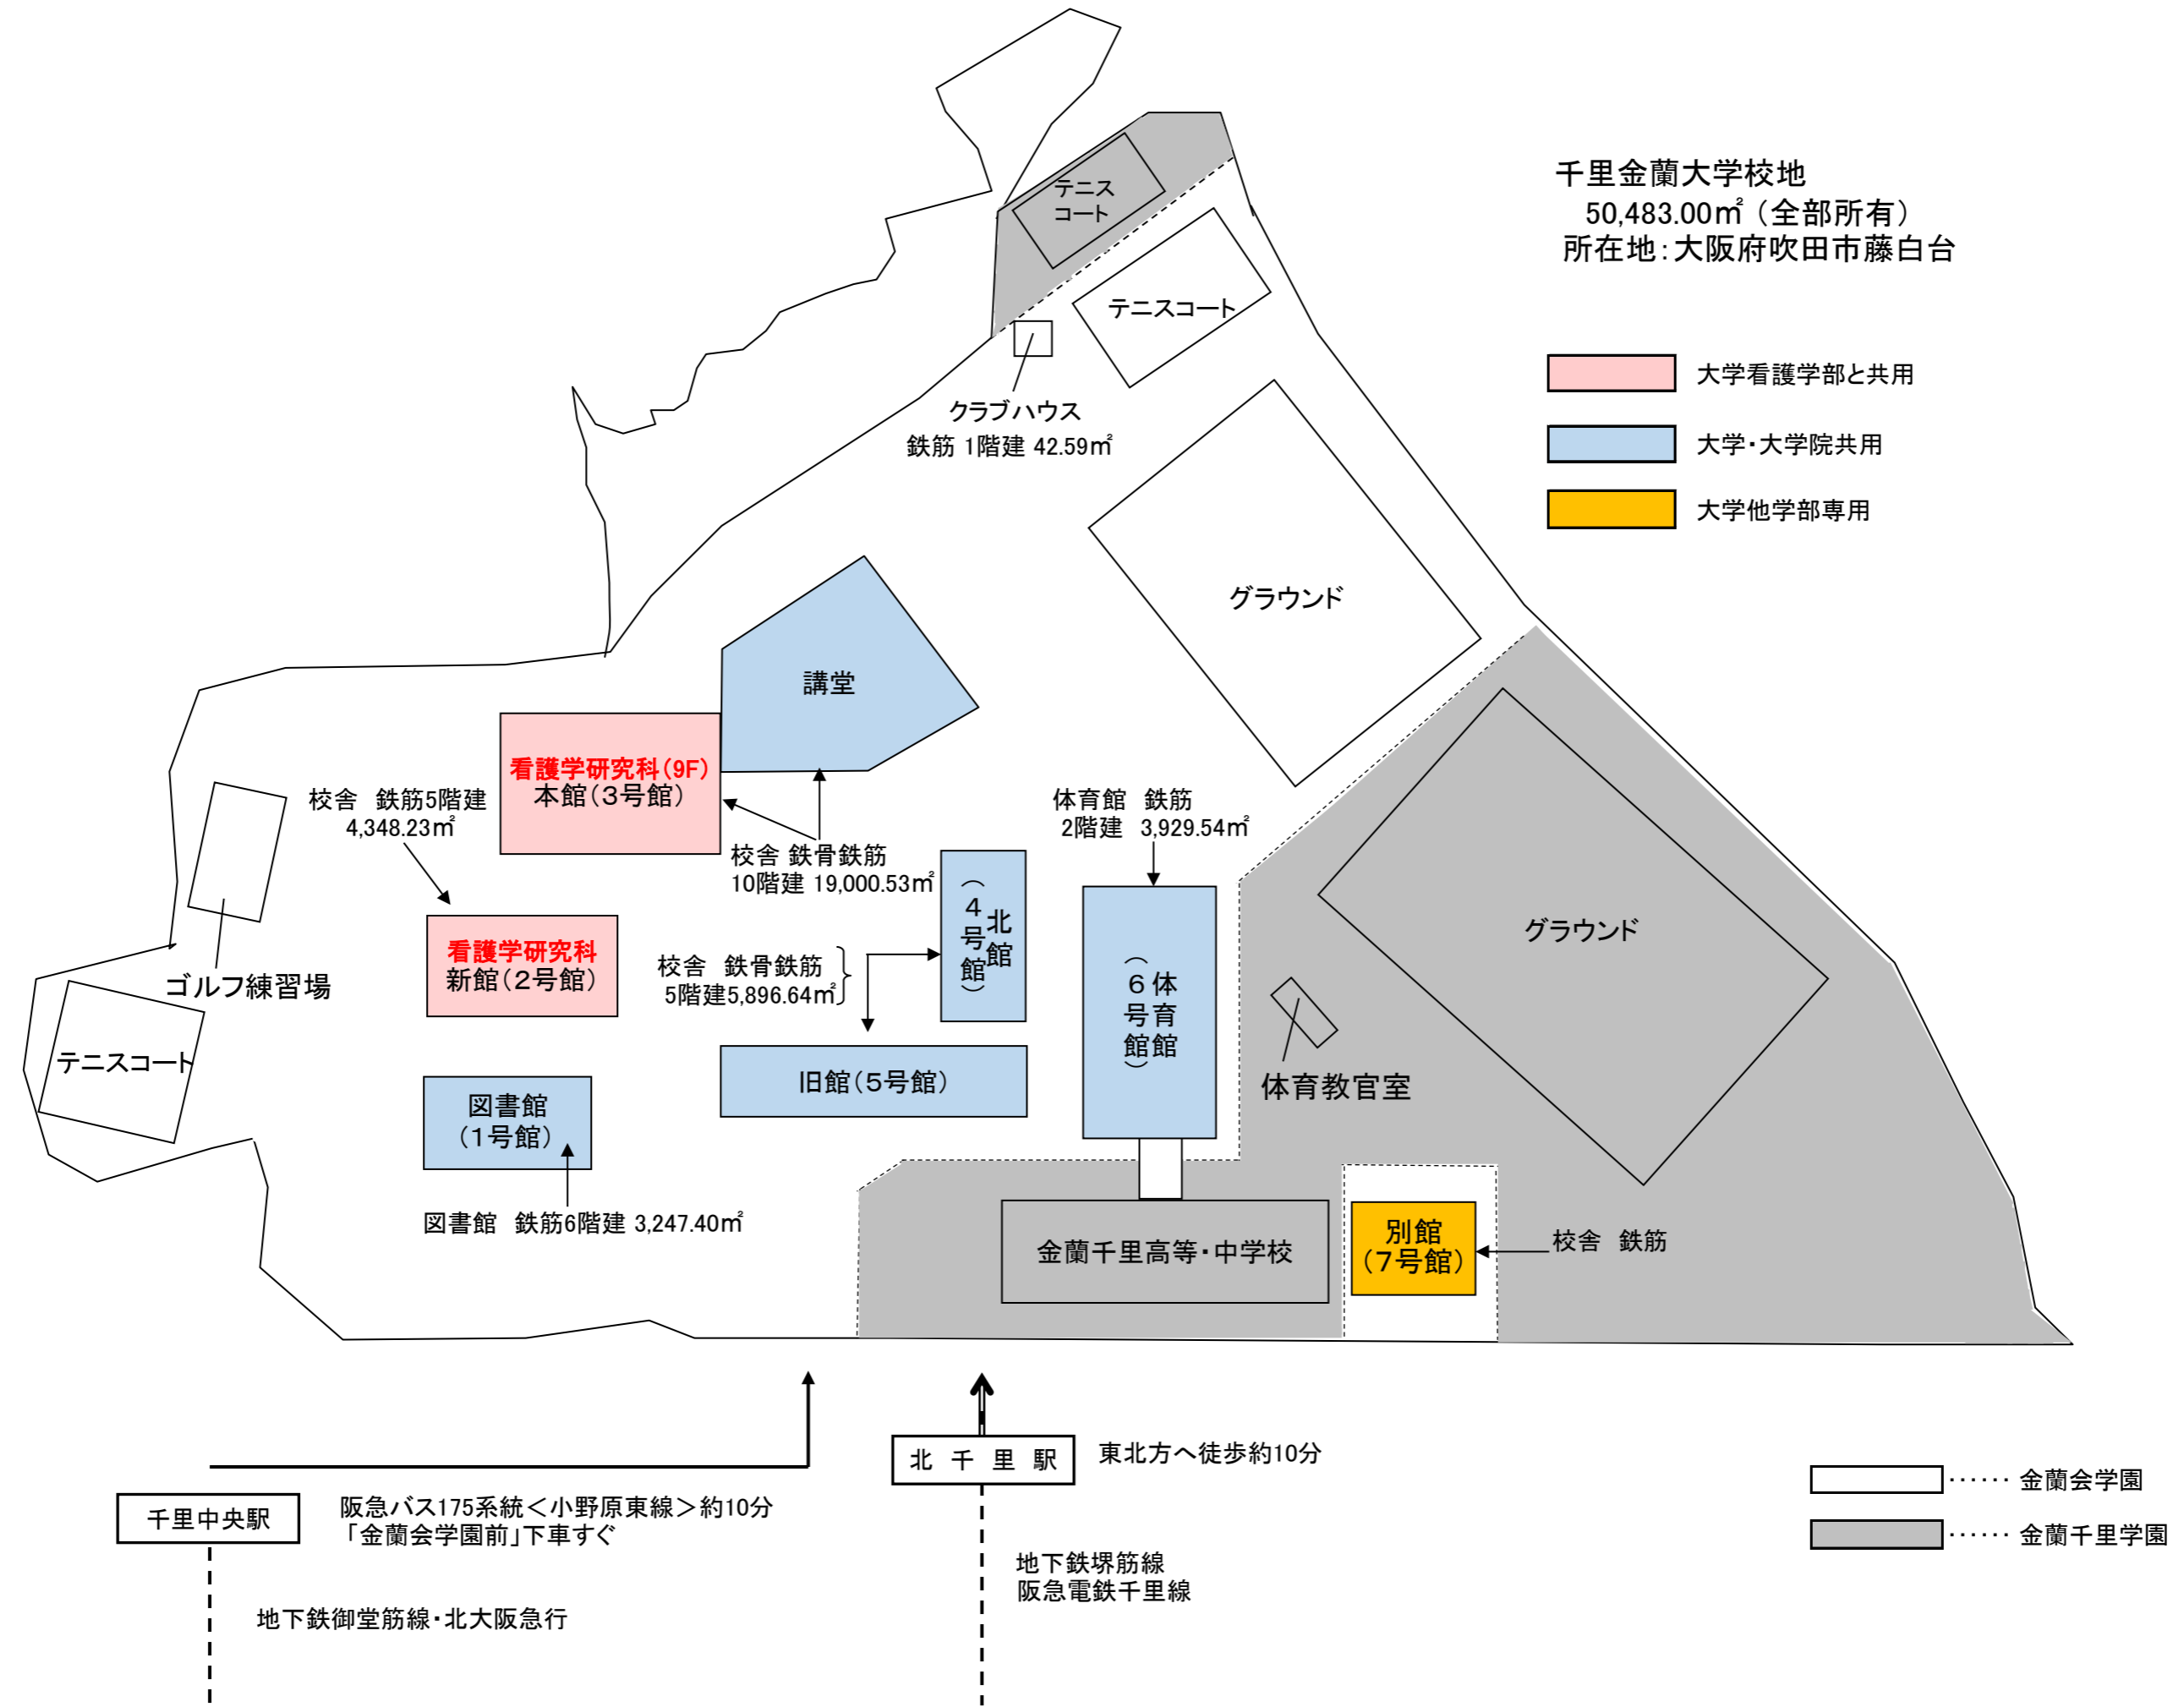 千里金蘭大学校地
50,483.00㎡（全部所有）
所在地：大阪府吹田市藤白台
テニス
コート
テニスコート
クラブハウス
鉄筋 1階建 42.59㎡
大学看護学部と共用
大学・大学院共用
大学他学部専用
グラウンド
講堂
看護学研究科（9F）
本館（３号館）
校舎　鉄筋5階建
4,348.23㎡
校舎 鉄骨鉄筋
10階建 19,000.53㎡
体育館　鉄筋
2階建　3,929.54㎡
北館
（４号館）
看護学研究科
新館（２号館）
校舎　鉄骨鉄筋
5階建5,896.64㎡
体育館
（６号館）
グラウンド
ゴルフ練習場
テニスコート
旧館（５号館）
体育教官室
図書館
（１号館）
図書館　鉄筋6階建 3,247.40㎡
金蘭千里高等・中学校
別館
（７号館）
校舎　鉄筋
北　千　里　駅
東北方へ徒歩約10分
千里中央駅
阪急バス175系統＜小野原東線＞約10分
「金蘭会学園前」下車すぐ
地下鉄堺筋線
阪急電鉄千里線
地下鉄御堂筋線・北大阪急行
‥‥‥ 金蘭会学園
‥‥‥ 金蘭千里学園